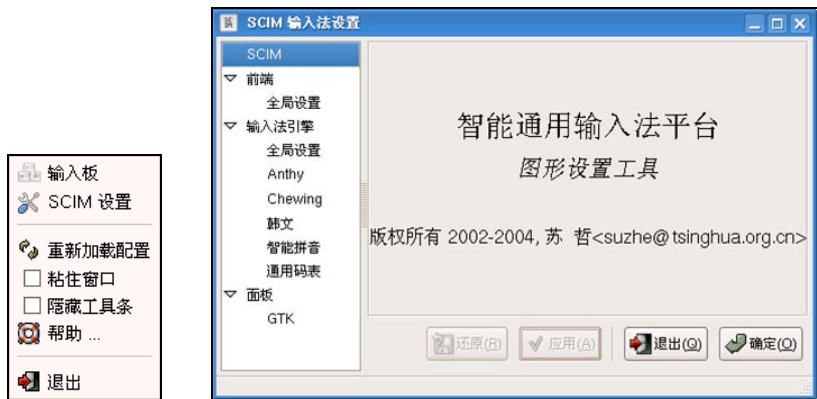 输入板
SCIM 设置
重新加载配置
粘住窗口
隐藏工具条
帮助 ...
退出
SCIM 输入法设置
SCIM
前端
全局设置
输入法引擎
全局设置
Anthy
Chewing
韩文
智能拼音
通用码表
面板
GTK
智能通用输入法平台
图形设置工具
版权所有 2002-2004, 苏 哲<suzhe@tsinghua.org.cn>
还原(R)
应用(A)
退出(Q)
确定(O)